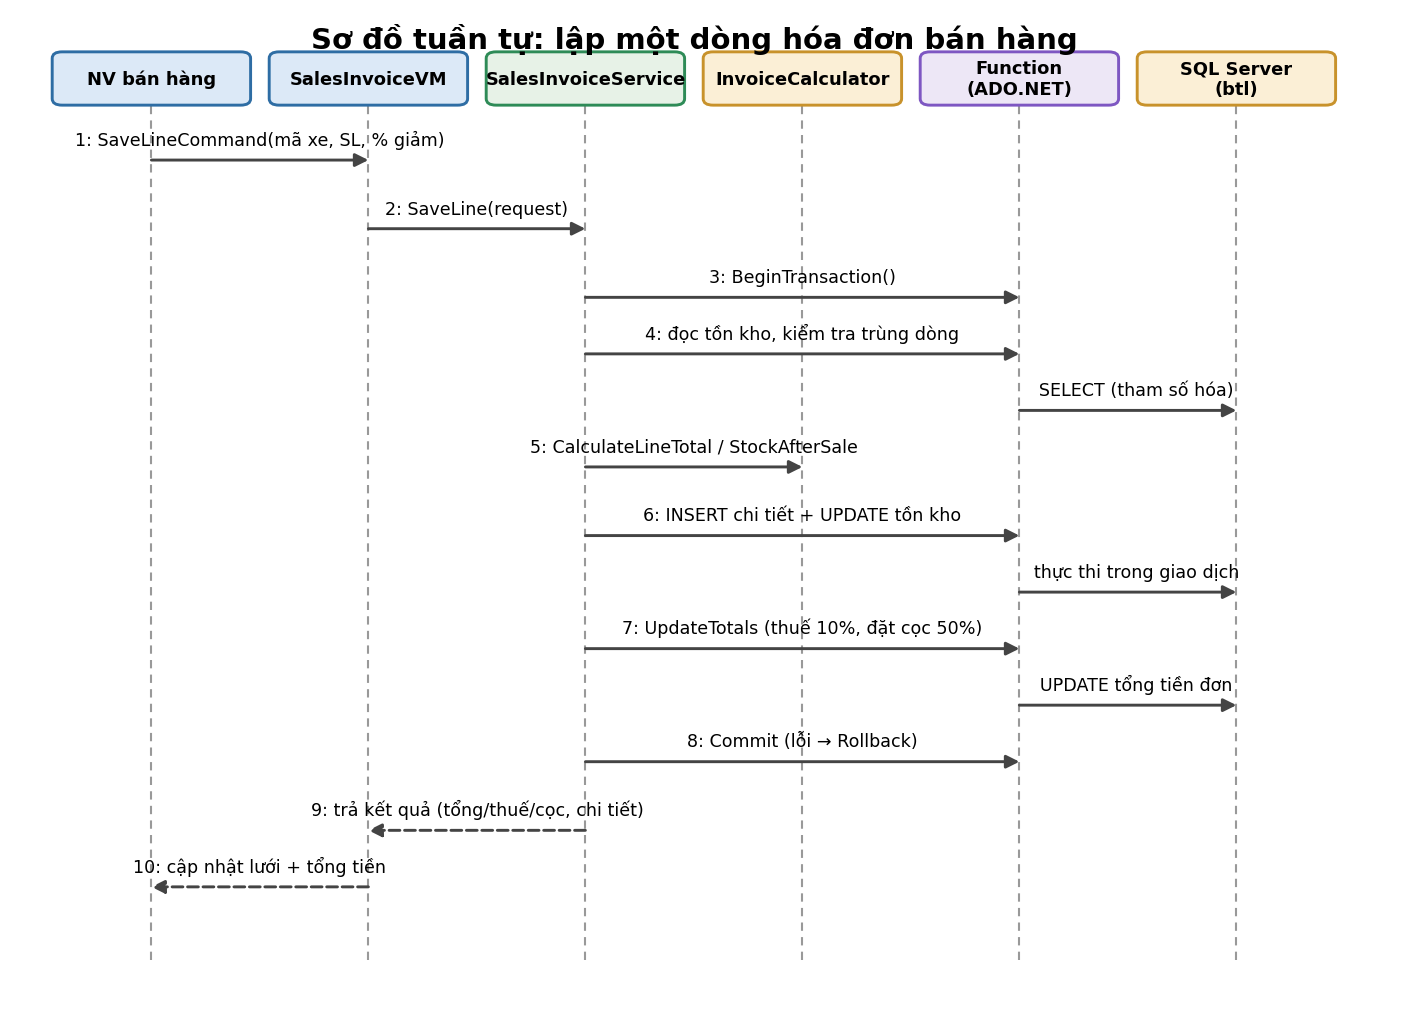 Sơ đồ tuần tự: lập một dòng hóa đơn bán hàng
NV bán hàng
SalesInvoiceVM
SalesInvoiceService
InvoiceCalculator
Function
(ADO.NET)
SQL Server
(btl)
1: SaveLineCommand(mã xe, SL, % giảm)
2: SaveLine(request)
3: BeginTransaction()
4: đọc tồn kho, kiểm tra trùng dòng
SELECT (tham số hóa)
5: CalculateLineTotal / StockAfterSale
6: INSERT chi tiết + UPDATE tồn kho
thực thi trong giao dịch
7: UpdateTotals (thuế 10%, đặt cọc 50%)
UPDATE tổng tiền đơn
8: Commit (lỗi → Rollback)
9: trả kết quả (tổng/thuế/cọc, chi tiết)
10: cập nhật lưới + tổng tiền